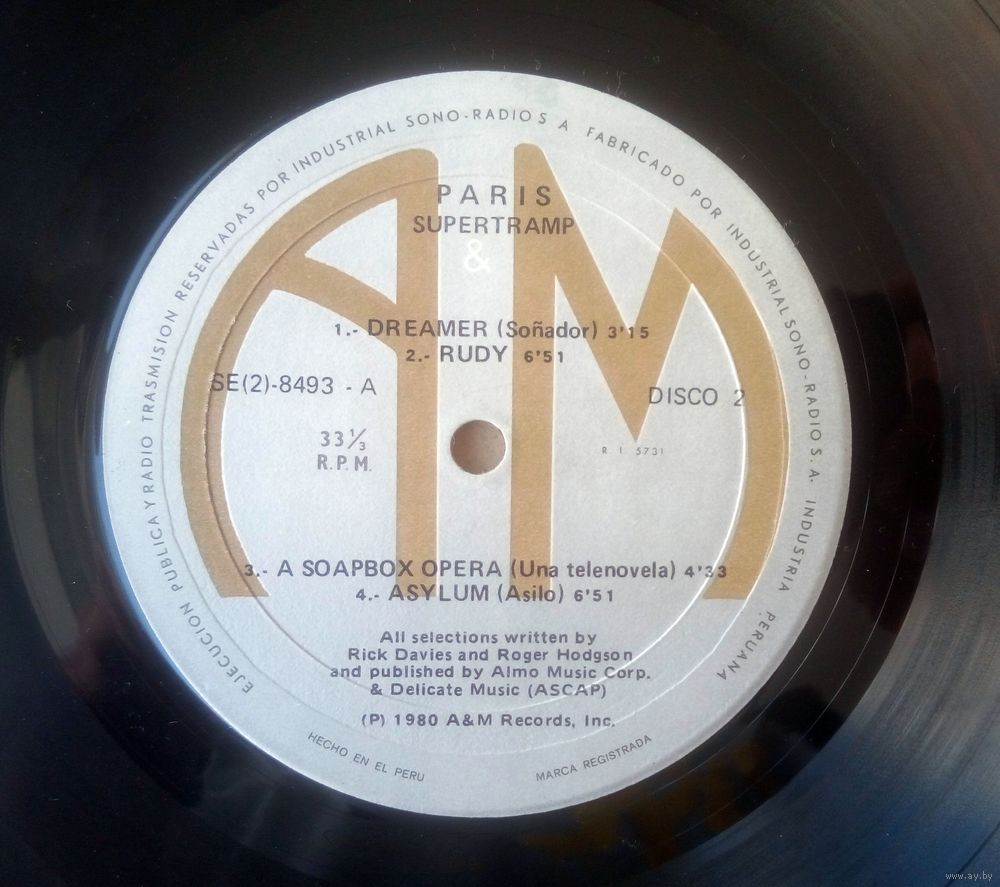 EJECUCION PUBLICA Y RADIO TRASMISION RESERVADAS POR INDUSTRIAL SONO-RADIO S A FABRICADO POR INDUSTRIAL SONO-RADIO S. A. INDUSTRIA PERUANA
PARIS
SUPERTRAMP
&
AM
1.- DREAMER (Soñador) 3'15
2.- RUDY 6'51
SE(2)-8493 - A
DISCO 2
33⅓
R.P.M.
R. I. 5731
3.- A SOAPBOX OPERA (Una telenovela) 4'33
4.- ASYLUM (Asilo) 6'51
All selections written by
Rick Davies and Roger Hodgson
and published by Almo Music Corp.
& Delicate Music (ASCAP)
(P) 1980 A&M Records, Inc.
HECHO EN EL PERU
MARCA REGISTRADA
www.ay.by